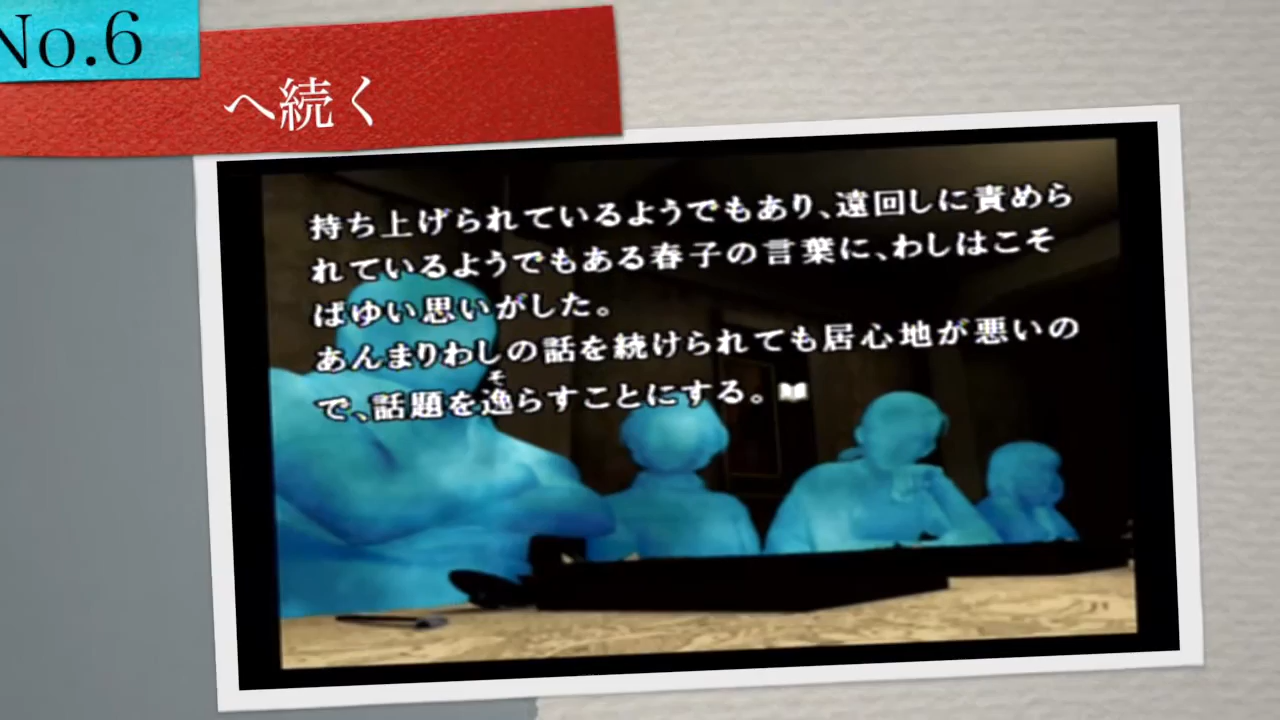 No.6
へ続く
持ち上げられているようでもあり、遠回しに責めら
れているようでもある春子の言葉に、わしはこそ
ばゆい思いがした。
あんまりわしの話を続けられても居心地が悪いの
そ
で、話題を逸らすことにする。